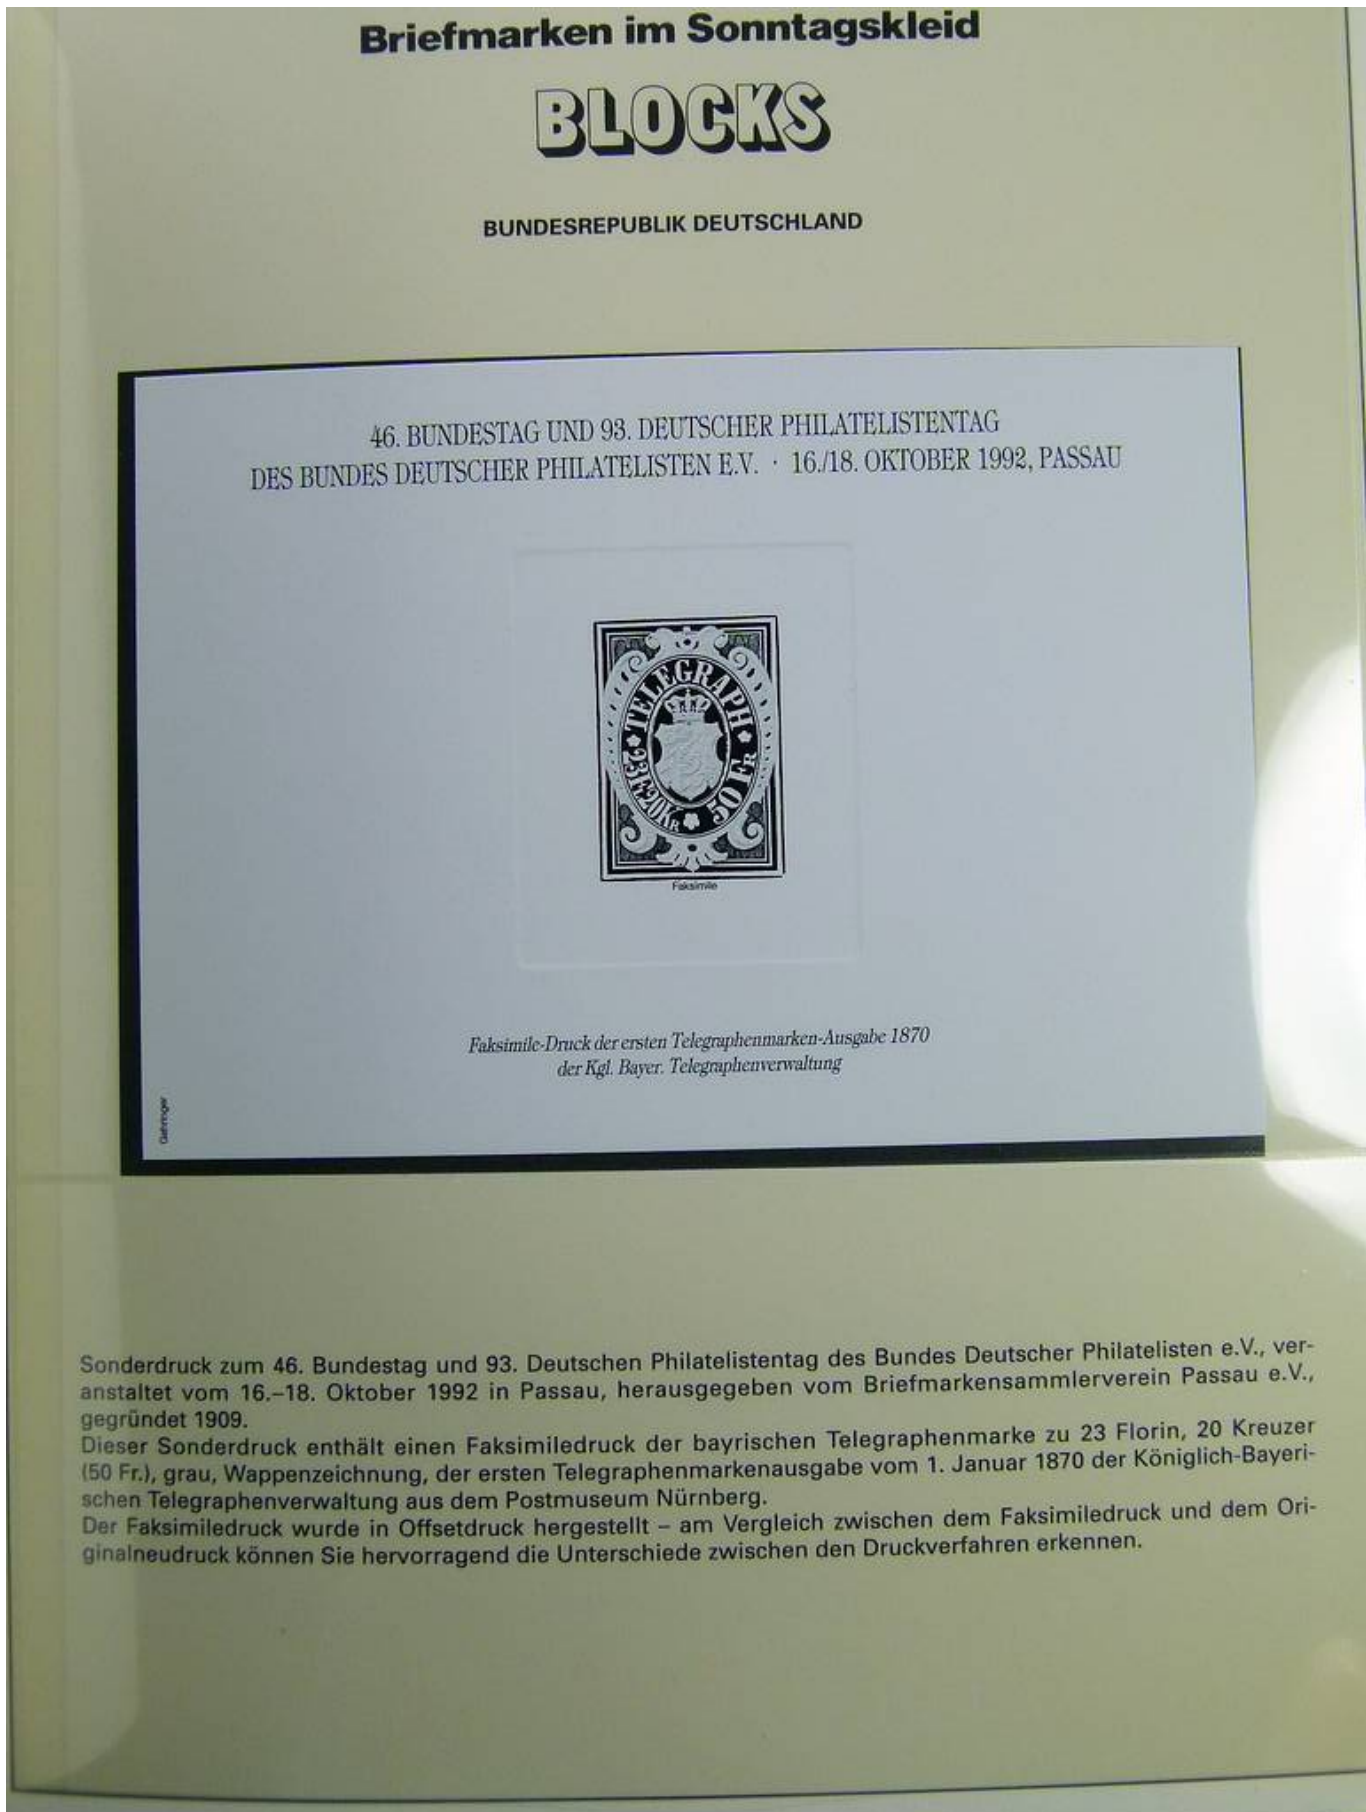 Briefmarken im Sonntagskleid
BLOCKS
BUNDESREPUBLIK DEUTSCHLAND
46. BUNDESTAG UND 93. DEUTSCHER PHILATELISTENTAG
DES BUNDES DEUTSCHER PHILATELISTEN E.V. · 16./18. OKTOBER 1992, PASSAU
TELEGRAPH
23 F. 20 KR 50 FR
Faksimile
Faksimile-Druck der ersten Telegraphenmarken-Ausgabe 1870
der Kgl. Bayer. Telegraphenverwaltung
Gehringer
Sonderdruck zum 46. Bundestag und 93. Deutschen Philatelistentag des Bundes Deutscher Philatelisten e.V., ver-
anstaltet vom 16.–18. Oktober 1992 in Passau, herausgegeben vom Briefmarkensammlerverein Passau e.V.,
gegründet 1909.
Dieser Sonderdruck enthält einen Faksimiledruck der bayrischen Telegraphenmarke zu 23 Florin, 20 Kreuzer
(50 Fr.), grau, Wappenzeichnung, der ersten Telegraphenmarkenausgabe vom 1. Januar 1870 der Königlich-Bayeri-
schen Telegraphenverwaltung aus dem Postmuseum Nürnberg.
Der Faksimiledruck wurde in Offsetdruck hergestellt – am Vergleich zwischen dem Faksimiledruck und dem Ori-
ginalneudruck können Sie hervorragend die Unterschiede zwischen den Druckverfahren erkennen.